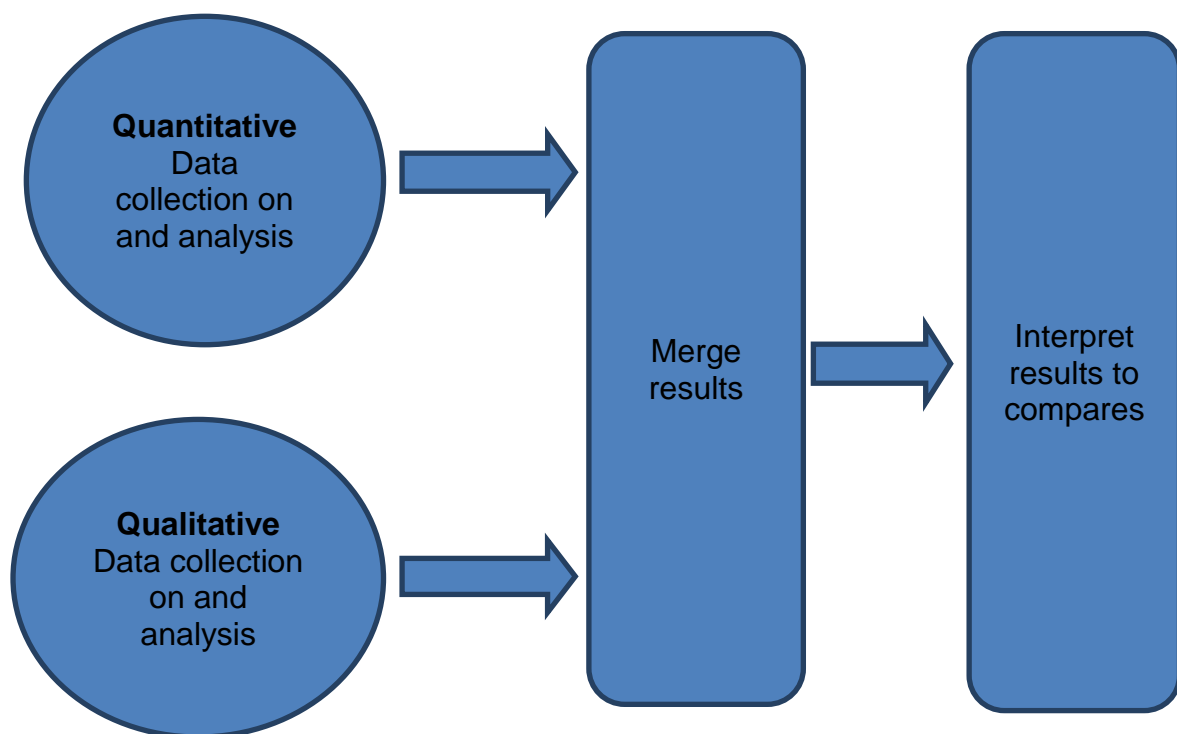 Quantitative
Data
collection on
and analysis
Qualitative
Data collection
on and
analysis
Merge
results
Interpret
results to
compares